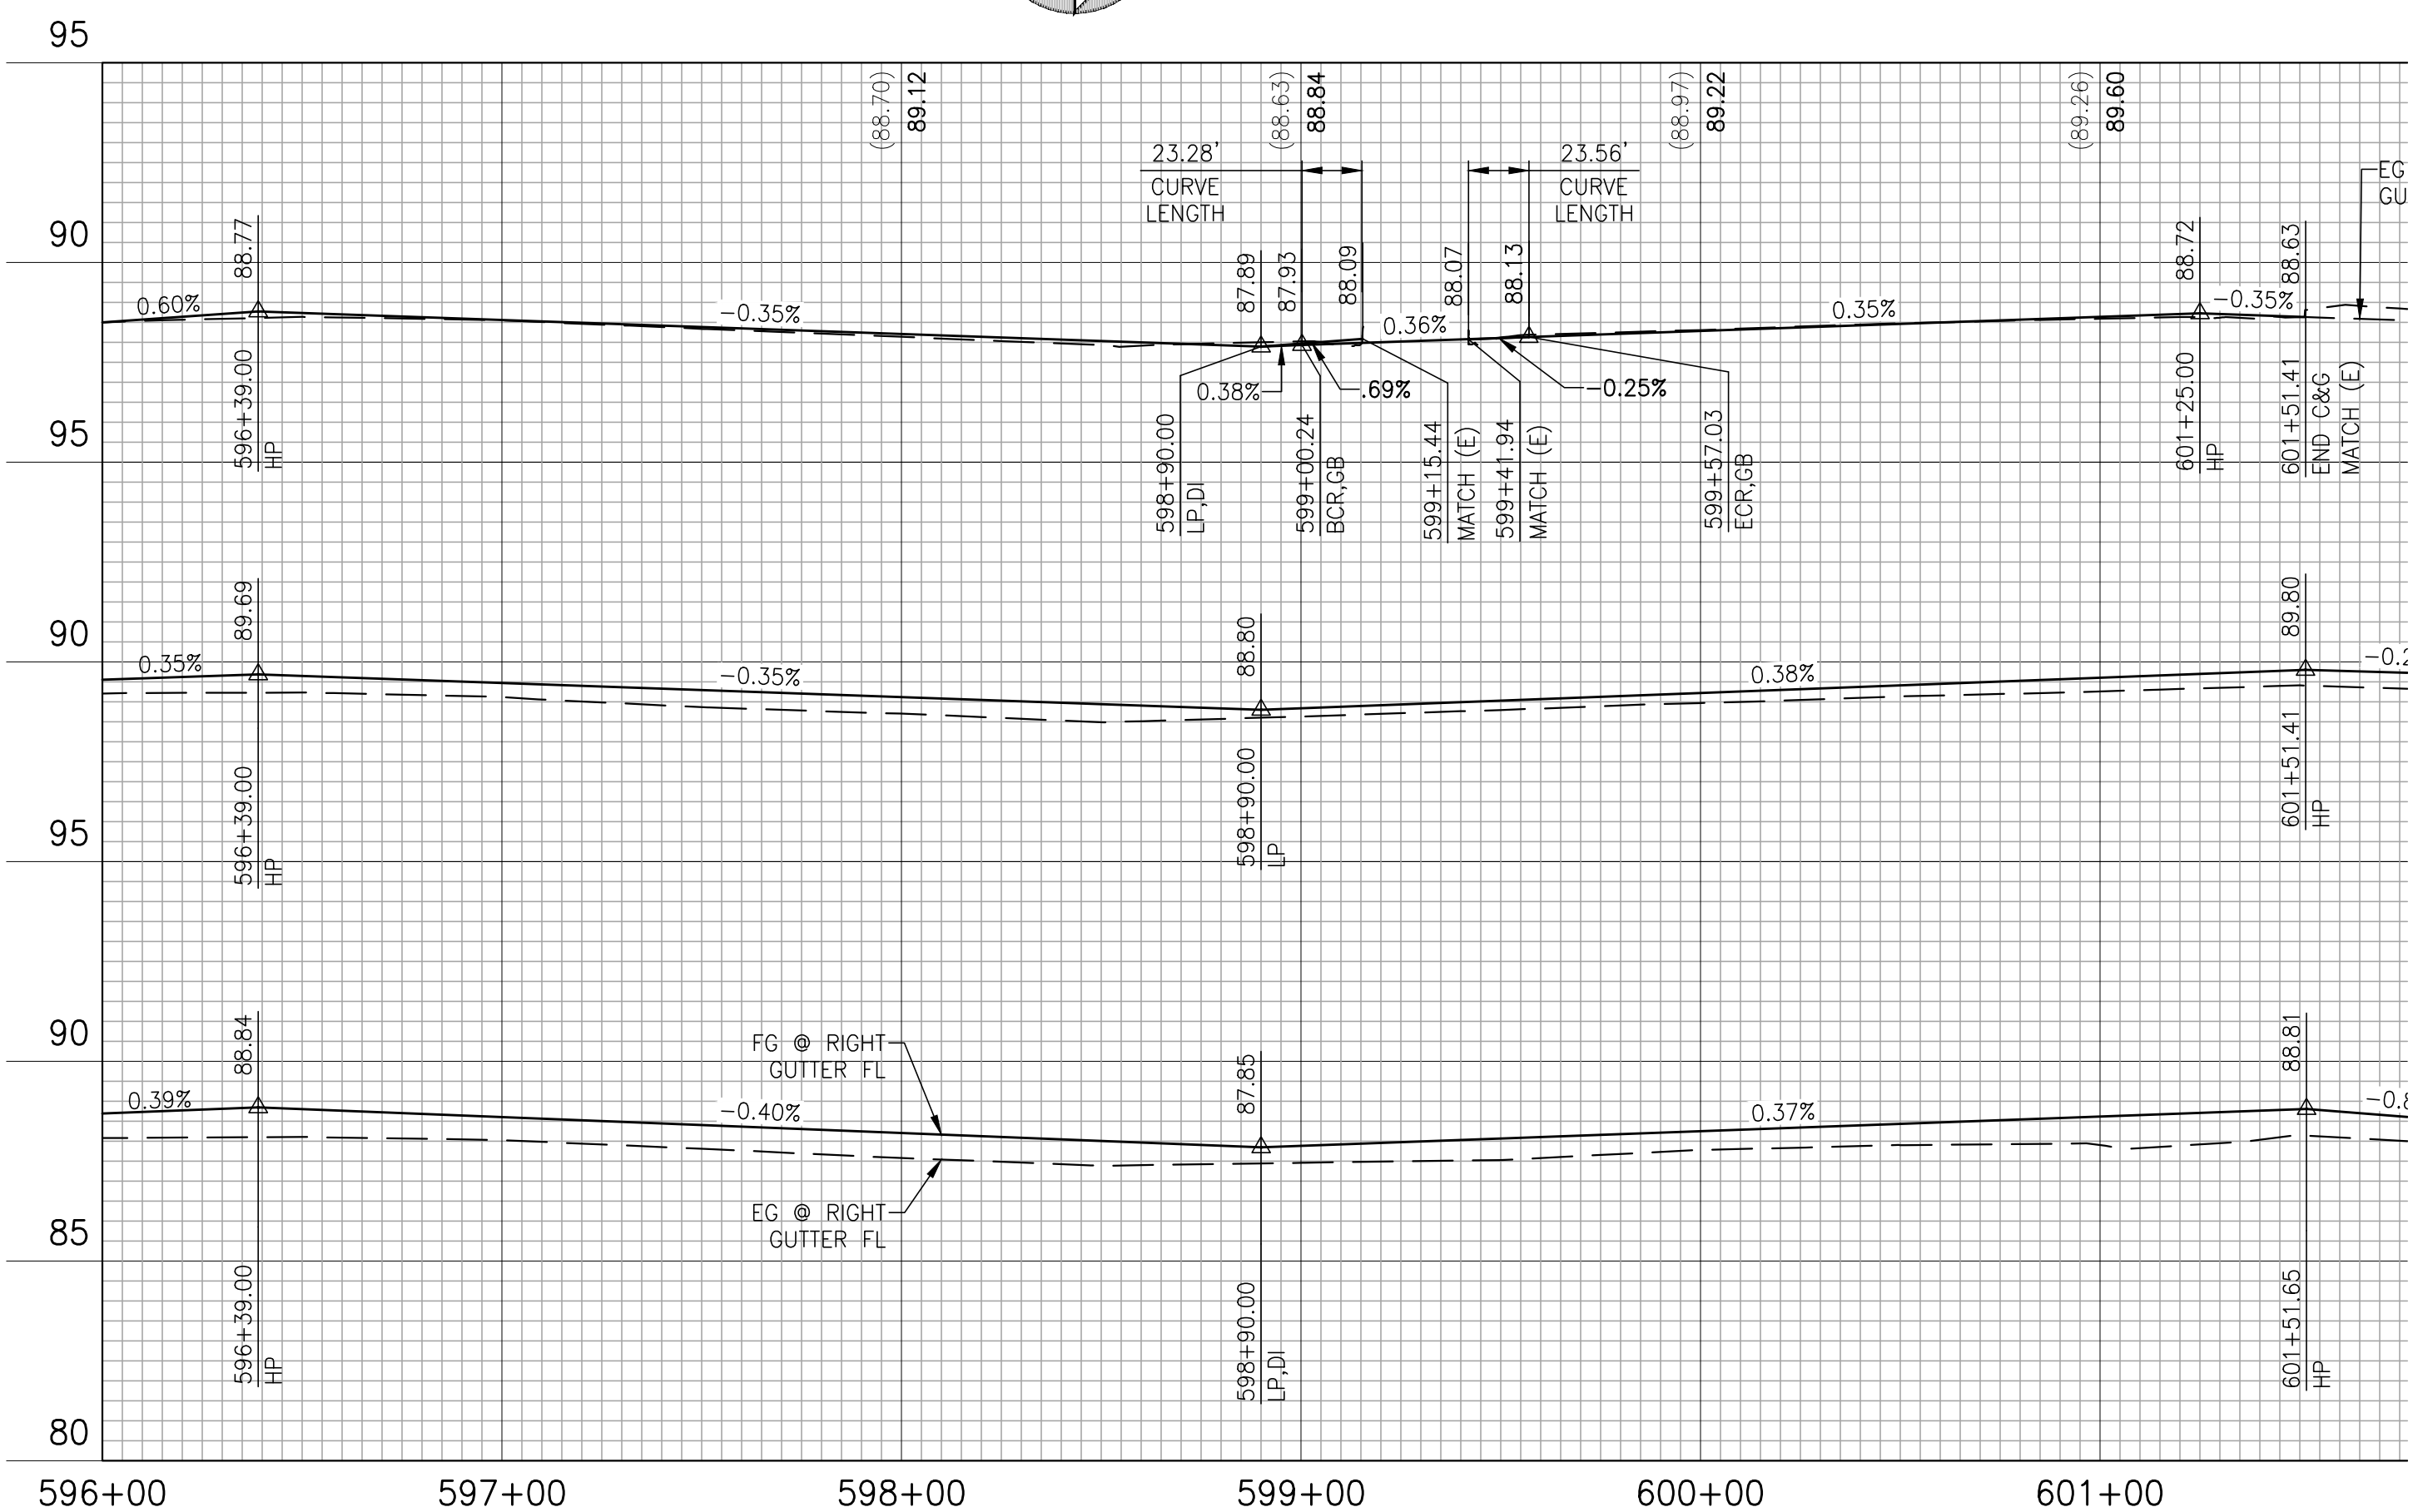 95
(88.70)
89.12
(88.63)
88.84
(88.97)
89.22
(89.26)
89.60
23.28'
CURVE
LENGTH
23.56'
CURVE
LENGTH
EG
GU
90
88.77
87.89
87.93
88.09
88.07
88.13
88.72
88.63
0.60%
-0.35%
0.36%
0.35%
-0.35%
0.38%
.69%
-0.25%
95
596+39.00
HP
598+90.00
LP,DI
599+00.24
BCR,GB
599+15.44
MATCH (E)
599+41.94
MATCH (E)
599+57.03
ECR,GB
601+25.00
HP
601+51.41
END C&G
MATCH (E)
90
89.69
88.80
89.80
0.35%
-0.35%
0.38%
-0.2
95
596+39.00
HP
598+90.00
LP
601+51.41
HP
90
88.84
FG @ RIGHT
GUTTER FL
87.85
88.81
0.39%
-0.40%
0.37%
-0.8
85
EG @ RIGHT
GUTTER FL
596+39.00
HP
598+90.00
LP,DI
601+51.65
HP
80
596+00
597+00
598+00
599+00
600+00
601+00